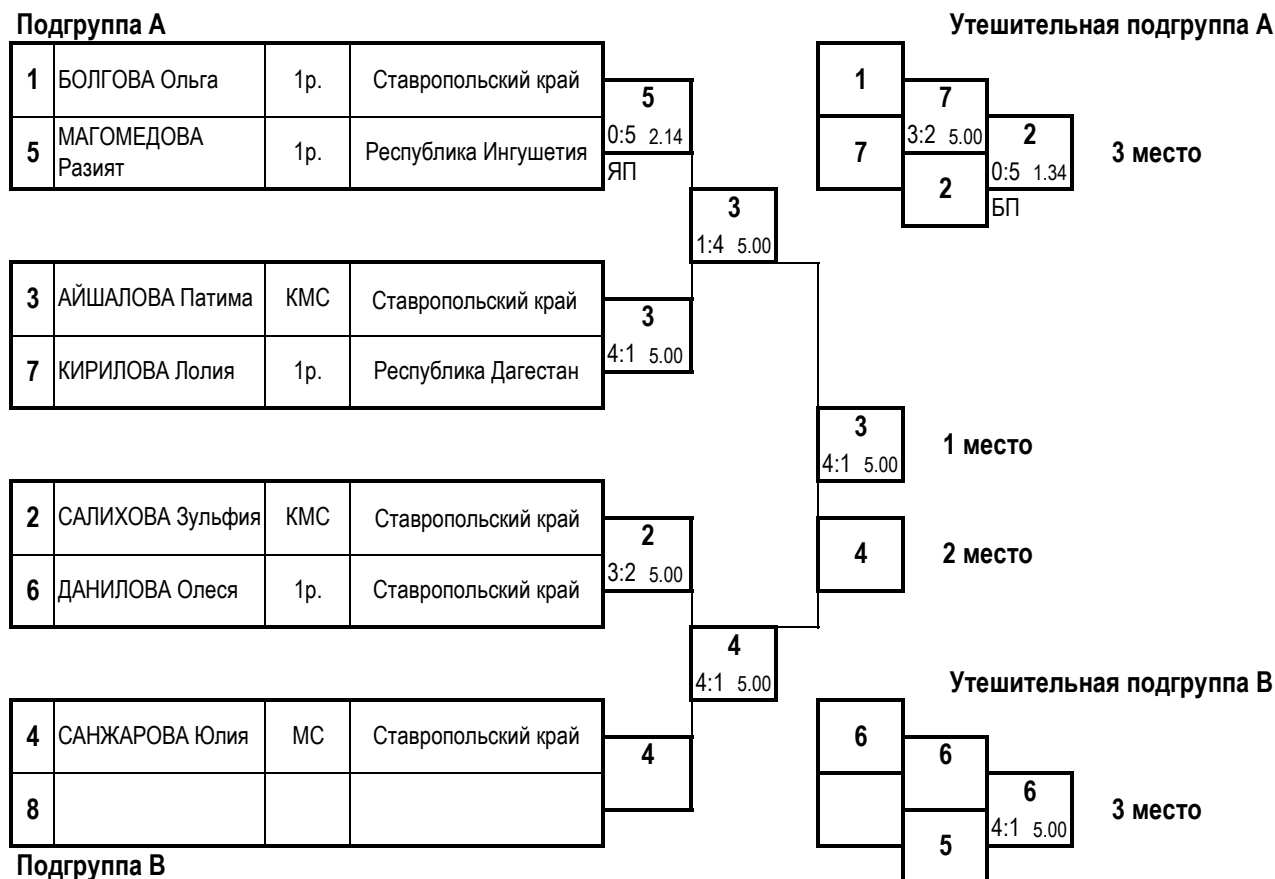 Подгруппа А
Утешительная подгруппа А
1 БОЛГОВА Ольга 1р. Ставропольский край
5 МАГОМЕДОВА Разият 1р. Республика Ингушетия
5
0:5 2.14
ЯП
1
7
7
3:2 5.00
2
2
0:5 1.34
БП
3 место
3
1:4 5.00
3 АЙШАЛОВА Патима КМС Ставропольский край
7 КИРИЛОВА Лолия 1р. Республика Дагестан
3
4:1 5.00
3
4:1 5.00
1 место
2 САЛИХОВА Зульфия КМС Ставропольский край
6 ДАНИЛОВА Олеся 1р. Ставропольский край
2
3:2 5.00
4
2 место
4
4:1 5.00
Утешительная подгруппа В
4 САНЖАРОВА Юлия МС Ставропольский край
8
4
6
6
5
6
4:1 5.00
3 место
Подгруппа В